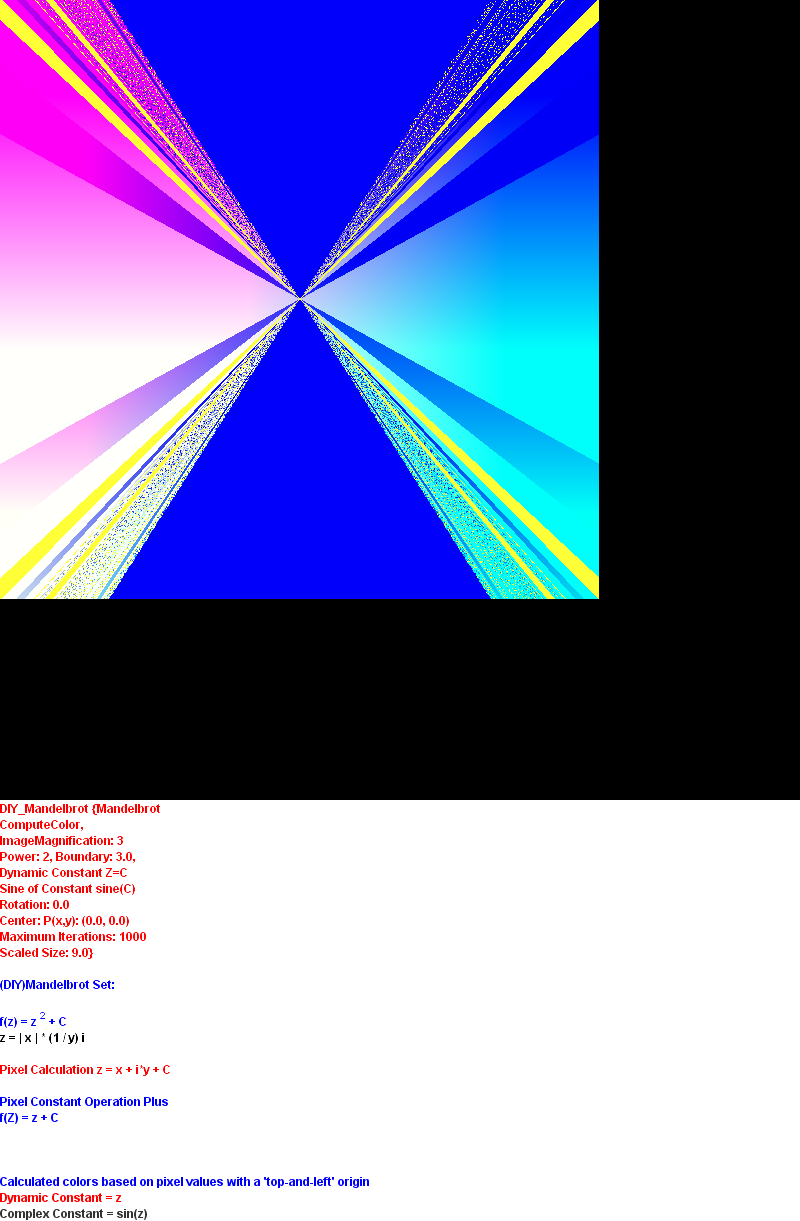 DIY_Mandelbrot {Mandelbrot
ComputeColor,
ImageMagnification: 3
Power: 2, Boundary: 3.0,
Dynamic Constant Z=C
Sine of Constant sine(C)
Rotation: 0.0
Center: P(x,y): (0.0, 0.0)
Maximum Iterations: 1000
Scaled Size: 9.0}
(DIY)Mandelbrot Set:
f(z) = z 2 + C
z = | x | * (1 / y) i
Pixel Calculation z = x + i*y + C
Pixel Constant Operation Plus
f(Z) = z + C
Calculated colors based on pixel values with a 'top-and-left' origin
Dynamic Constant = z
Complex Constant = sin(z)